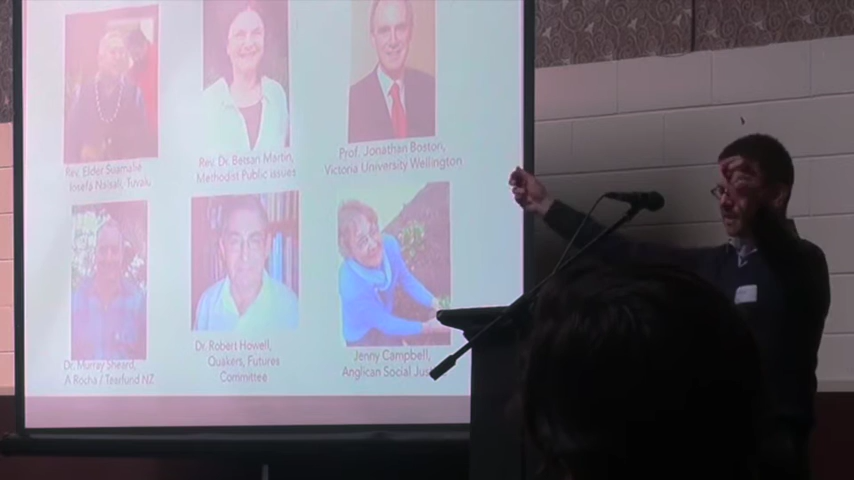 Rev. Elder Suamalie
Iosefa Naisali, Tuvalu
Rev. Dr. Betsan Martin,
Methodist Public issues
Prof. Jonathan Boston,
Victoria University Wellington
Dr. Murray Sheard,
A Rocha / Tearfund NZ
Dr. Robert Howell,
Quakers, Futures
Committee
Jenny Campbell,
Anglican Social Jus